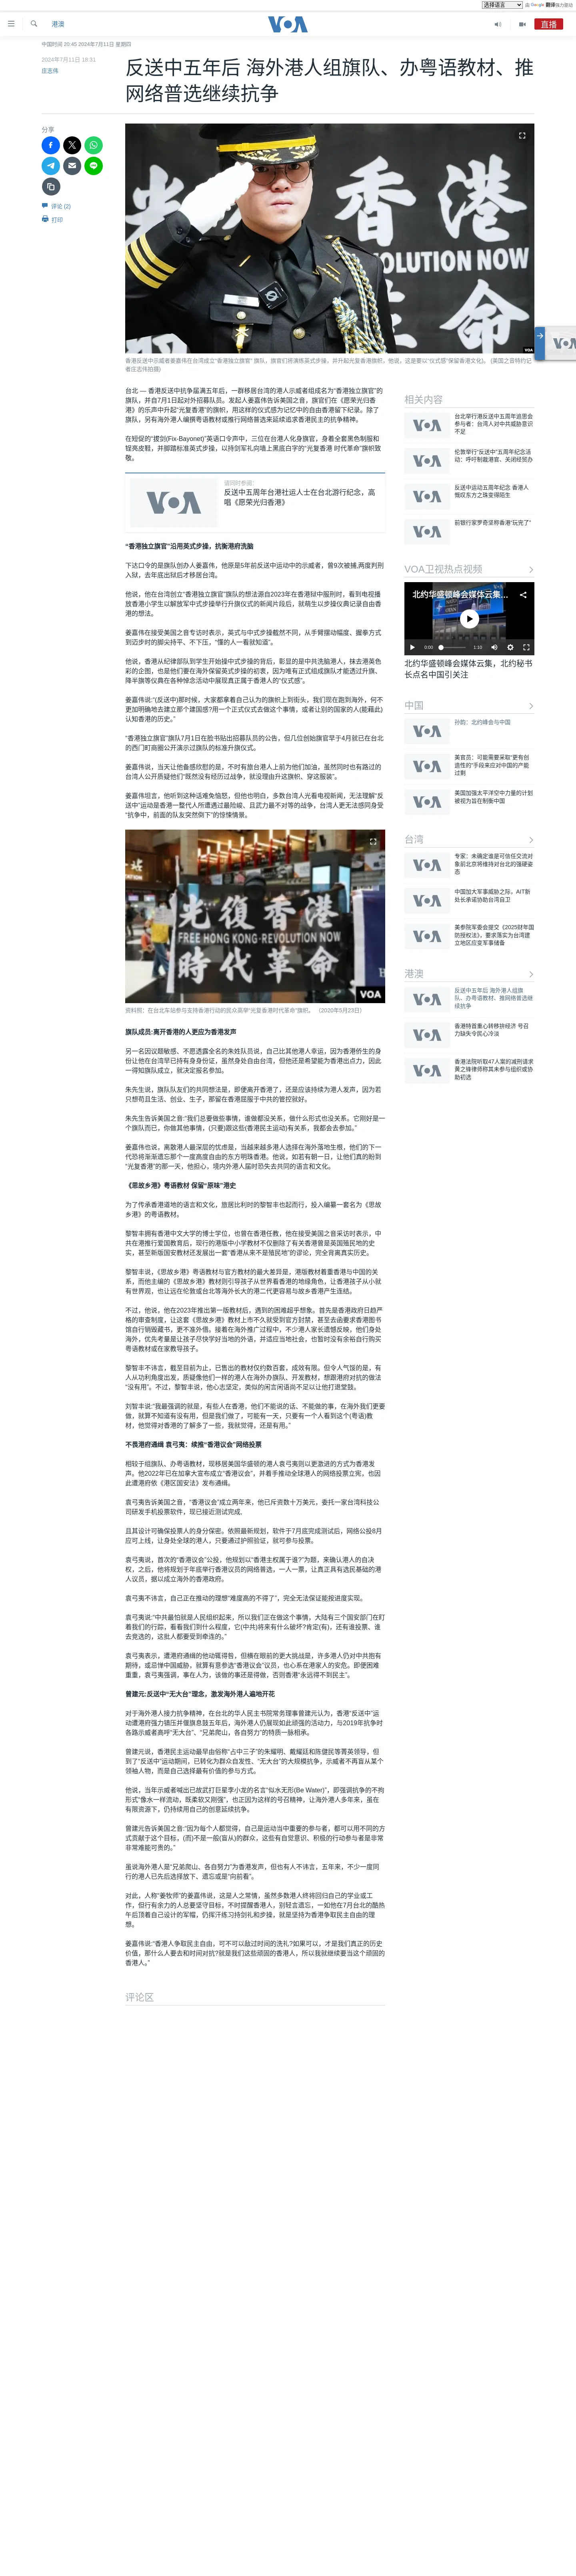 选择语言 由 Google 翻译强力驱动
港澳
VOA
直播
中国时间 20:45 2024年7月11日 星期四
2024年7月11日 19:31
庄志伟
反送中五年后 海外港人组旗队、办粤语教材、推
网络普选继续抗争
分享
评论 (2)
打印
香港反送中示威者姜嘉伟在台湾成立“香港独立旗官” 旗队，旗官们将演练英式步操，并升起光复香港旗帜。他说，这是要以“仪式感”保留香港文化)。 (美国之音特约记
者庄志伟拍摄)
台北 — 香港反送中抗争届满五年后，一群移居台湾的港人示威者组成名为“香港独立旗官”的
旗队，并自7月1日起对外招募队员。发起人姜嘉伟告诉美国之音，旗官们在《愿荣光归香
港》的乐声中升起“光复香港”的旗帜，用这样的仪式感为记忆中的自由香港留下纪录。除了
旗队，另有海外港人编撰粤语教材或推行网络普选来延续追求香港民主的抗争精神。
在短促的“拔剑(Fix-Bayonet)”英语口令声中，三位在台港人化身旗官，身着全套黑色制服和
锃亮皮鞋，并脚踏标准英式步操，以持剑军礼向墙上黑底白字的“光复香港 时代革命”旗帜致
敬。
请同时参阅:
反送中五周年台港社运人士在台北游行纪念，高
唱《愿荣光归香港》
“香港独立旗官”沿用英式步操，抗衡港府洗脑
下达口令的是旗队创办人姜嘉伟，他原是5年前反送中运动中的示威者，曾9次被捕,两度判刑
入狱，去年底出狱后才移居台湾。
他说，他在台湾创立“香港独立旗官”旗队的想法源自2023年在香港狱中服刑时，看到电视播
放香港小学生以解放军中式步操举行升旗仪式的新闻片段后，就萌生以步操仪典记录自由香
港的想法。
姜嘉伟在接受美国之音专访时表示，英式与中式步操截然不同，从手臂摆动幅度、握拳方式
到迈步时的脚尖持平、不下压，“懂的人一看就知道”。
他说，香港从纪律部队到学生开始操中式步操的背后，彰显的是中共洗脑港人，抹去港英色
彩的企图，也是他们要在海外保留英式步操的初衷，因为唯有正式组成旗队才能透过升旗、
降半旗等仪典在各种悼念活动中展现真正属于香港人的“仪式感”。
姜嘉伟说:“(反送中)那时候，大家都拿着自己认为的旗帜上到街头，我们现在跑到海外，何不
更加明确地去建立那个建国感?用一个正式仪式去做这个事情，或者让别的国家的人(能藉此)
认知香港的历史。”
“香港独立旗官”旗队7月1日在脸书贴出招募队员的公告，但几位创始旗官早于4月就已在台北
的西门町商圈公开演示过旗队的标准升旗仪式。
姜嘉伟说，当天让他备感欣慰的是，不时有旅台港人上前为他们加油，虽然同时也有路过的
台湾人公开质疑他们“既然没有经历过战争，就没理由升这旗帜、穿这服装”。
姜嘉伟坦言，他听到这种话难免恼怒，但他也明白，多数台湾人光看电视新闻，无法理解“反
送中”运动是香港一整代人所遭遇过最险峻、且武力最不对等的战争，台湾人更无法感同身受
“抗争中，前面的队友突然倒下”的惊悚情景。
资料照：在台北车站参与支持香港行动的民众高举“光复香港时代革命”旗帜。 （2020年5月23日）
旗队成员:离开香港的人更应为香港发声
另一名因议题敏感、不愿透露全名的朱姓队员说，自己比其他港人幸运，因为香港侨生的身
份让他在台湾早已持有身份身份证，虽然身处自由台湾，但他还是希望能为香港出点力，因此
一得知旗队成立，就决定报名参加。
朱先生说，旗队队友们的共同想法是，即便离开香港了，还是应该持续为港人发声，因为若
只想苟且生活、创业、生子，那留在香港屈服于中共的管控就好。
朱先生告诉美国之音:“我们总要做些事情，谁做都没关系，做什么形式也没关系。它刚好是一
个旗队而已，你做其他事情，(只要)跟这些(香港民主运动)有关系，我都会去参加。”
姜嘉伟也说，离散港人最深层的忧虑是，当越来越多港人选择在海外落地生根，他们的下一
代恐将渐渐遗忘那个一度高度自由的东方明珠香港。他说，如若有朝一日，让他们真的盼到
“光复香港”的那一天，他担心，境内外港人届时恐失去共同的语言和文化。
《思故乡港》粤语教材 保留“原味”港史
为了传承香港道地的语言和文化，旅居比利时的黎智丰也起而行，投入编纂一套名为《思故
乡港》的粤语教材。
黎智丰拥有香港中文大学的博士学位，也曾在香港任教，他在接受美国之音采访时表示，中
共在港推行爱国教育后，现行的港版中小学教材不仅删除了有关香港曾是英国殖民地的史
实，甚至新版国安教材还发展出一套“香港从来不是殖民地”的谬论，完全背离真实历史。
黎智丰说，《思故乡港》粤语教材与官方教材的最大差异是，港版教材着重香港与中国的关
系，而他主编的《思故乡港》教材则引导孩子从世界看香港的地缘角色，让香港孩子从小就
有世界观，也让远在伦敦或台北等海外长大的港二代更容易与故乡香港产生连结。
不过，他说，他在2023年推出第一版教材后，遇到的困难超乎想象。首先是香港政府日趋严
格的审查制度，让这套《思故乡港》教材上市不久就受到官方封禁，甚至去函要求香港图书
馆自行销毁藏书，更不准外借。接着在海外推广过程中，不少港人家长遗憾反映，他们身处
海外，优先考量是让孩子尽快学好当地的外语，并适应当地社会，也暂时没有余裕自行购买
粤语教材或在家教导孩子。
黎智丰不讳言，截至目前为止，已售出的教材仅约数百套，成效有限。但令人气馁的是，有
人从功利角度出发，质疑像他们一样的港人在海外办旗队、开发教材，想跟港府对抗的做法
“没有用”。不过，黎智丰说，他心志坚定，类似的闲言闲语尚不足以让他打退堂鼓。
刘智丰说:“我最强调的就是，有些人在香港，他们不能说的话、不能做的事，在海外我们更要
做，就算不知道有没有用，但是我们做了，可能有一天，只要有一个人看到这个(粤语)教
材，他觉得对香港的了解多了一些，我就觉得，还是有用。”
不畏港府通缉 袁弓夷：续推“香港议会”网络投票
相较于组旗队、办粤语教材，现移居美国华盛顿的港人袁弓夷则以更激进的方式为香港发
声。他2022年已在加拿大宣布成立“香港议会”，并着手推动全球港人的网络投票立宪，也因
此遭港府依《港区国安法》发布通缉。
袁弓夷告诉美国之音，“香港议会”成立两年来，他已斥资数十万美元，委托一家台湾科技公
司研发手机投票软件，现已接近测试完成。
且其设计可确保投票人的身分保密。依照最新规划，软件于7月底完成测试后，网络公投8月
应可上线，让身处全球的港人，只要通过护照验证，就可参与投票。
袁弓夷说，首次的“香港议会”公投，他规划以“香港主权属于谁?”为题，来确认港人的自决
权，之后，他将规划于年底举行香港议员的网络普选，一人一票，让真正具有选民基础的港
人议员，据以成立海外的香港政府。
袁弓夷不讳言，自己正在推动的理想“难度高的不得了”，完全无法保证能按进度实现。
袁弓夷说:“中共最怕就是人民组织起来，所以我们正在做这个事情，大陆有三个国安部门在盯
着我们的行踪，看看我们到什么程度，它(中共)将来有什么破坏?肯定(有)，还有谁投票、谁
去竞选的，这批人都要受到牵连的。”
袁弓夷表示，遭港府通缉的他动辄得咎，但横在眼前的更大挑战是，许多港人仍对中共抱有
期待，或忌惮中国威胁，就算有意参选“香港议会”议员，也心系在港家人的安危。即便困难
重重，袁弓夷强调，事在人为，该做的事还是得做，否则香港“永远得不到民主”。
曾建元:反送中“无大台”理念，激发海外港人遍地开花
对于海外港人接力抗争精神，在台北的华人民主书院常务理事曾建元认为，香港“反送中”运
动遭港府强力镇压并偃旗息鼓五年后，海外港人仍展现如此顽强的活动力，与2019年抗争时
各路示威者高呼“无大台”、“兄弟爬山，各自努力”的特质一脉相承。
曾建元说，香港民主运动最早由俗称“占中三子”的朱耀明、戴耀廷和陈健民等菁英领导，但
到了“反送中”运动期间，已转化为群众自发性、“无大台”的大规模抗争，示威者不再盲从某个
领袖人物，而是自己选择最有价值的参与方式。
他说，当年示威者喊出已故武打巨星李小龙的名言“似水无形(Be Water)”，即强调抗争的不拘
形式“像水一样流动，既柔软又刚强”，也正因为这样的号召精神，让海外港人多年来，虽在
有限资源下，仍持续用自己的创意延续抗争。
曾建元告诉美国之音:“因为每个人都觉得，自己是运动当中重要的参与者，都可以用不同的方
式贡献于这个目标，(而)不是一般(盲从)的群众，这些有自觉意识、积极的行动参与者是非常
非常难能可贵的。”
虽说海外港人是“兄弟爬山、各自努力”为香港发声，但也有人不讳言，五年来，不少一度同
行的港人已先后选择放下、遗忘或是“向前看”。
对此，人称“姜牧师”的姜嘉伟说，这是人之常情，虽然多数港人终将回归自己的学业或工
作，但行有余力的人总要坚守目标，不时提醒香港人，别轻言遗忘，一如他在7月台北的酷热
午后顶着自己设计的军帽，仍挥汗练习持剑礼和步操，就是坚持为香港争取民主自由的理
想。
姜嘉伟说:“香港人争取民主自由，可不可以敌过时间的洗礼?如果可以，才是我们真正的历史
价值，那什么人要去和时间对抗?就是我们这些顽固的香港人，所以我就继续要当这个顽固的
香港人。”
评论区
相关内容
台北举行港反送中五周年追思会
参与者：台湾人对中共威胁意识
不足
伦敦举行“反送中”五周年纪念活
动：呼吁制裁港官、关闭经贸办
反送中运动五周年纪念 香港人
慨叹东方之珠变得陌生
前银行家罗奇坚称香港“玩完了”
VOA卫视热点视频
北约华盛顿峰会媒体云集...
0:00
1:10
北约华盛顿峰会媒体云集，北约秘书
长点名中国引关注
中国
孙韵：北约峰会与中国
美官员：可能需要采取“更有创
造性的”手段来应对中国的产能
过剩
美国加强太平洋空中力量的计划
被视为旨在制衡中国
台湾
专家：未确定谁是可信任交流对
象前北京将维持对台北的强硬姿
态
中国加大军事威胁之际，AIT新
处长承诺协助台湾自卫
美参院军委会提交《2025财年国
防授权法》，要求落实为台湾建
立地区应变军事储备
港澳
反送中五年后 海外港人组旗
队、办粤语教材、推网络普选继
续抗争
香港特首重心转移拚经济 号召
力缺失令民心冷淡
香港法院听取47人案的减刑请求
黄之锋律师称其未参与组织或协
助初选